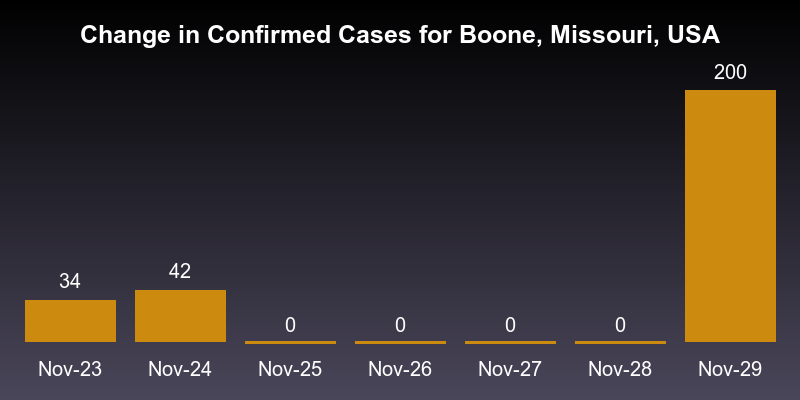 Change in Confirmed Cases for Boone, Missouri, USA
200
34
42
0
0
0
0
Nov-23
Nov-24
Nov-25
Nov-26
Nov-27
Nov-28
Nov-29